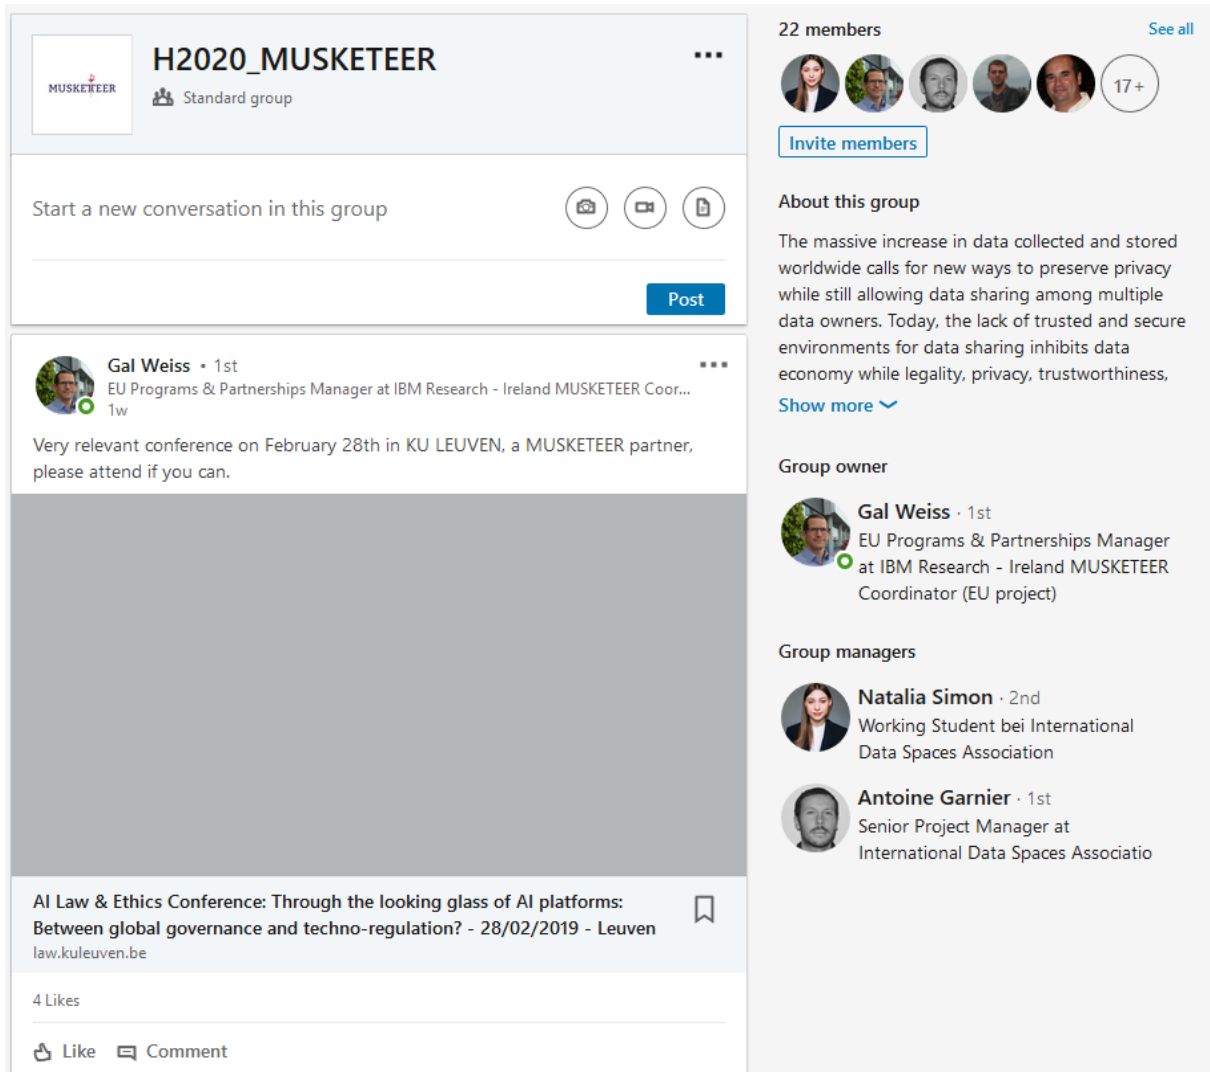 MUSKETEER
H2020_MUSKETEER
Standard group
Start a new conversation in this group
Post
Gal Weiss • 1st
EU Programs & Partnerships Manager at IBM Research - Ireland MUSKETEER Coor...
1w
Very relevant conference on February 28th in KU LEUVEN, a MUSKETEER partner,
please attend if you can.
AI Law & Ethics Conference: Through the looking glass of AI platforms:
Between global governance and techno-regulation? - 28/02/2019 - Leuven
law.kuleuven.be
4 Likes
Like
Comment
22 members
See all
17+
Invite members
About this group
The massive increase in data collected and stored
worldwide calls for new ways to preserve privacy
while still allowing data sharing among multiple
data owners. Today, the lack of trusted and secure
environments for data sharing inhibits data
economy while legality, privacy, trustworthiness,
Show more
Group owner
Gal Weiss · 1st
EU Programs & Partnerships Manager
at IBM Research - Ireland MUSKETEER
Coordinator (EU project)
Group managers
Natalia Simon · 2nd
Working Student bei International
Data Spaces Association
Antoine Garnier · 1st
Senior Project Manager at
International Data Spaces Associatio